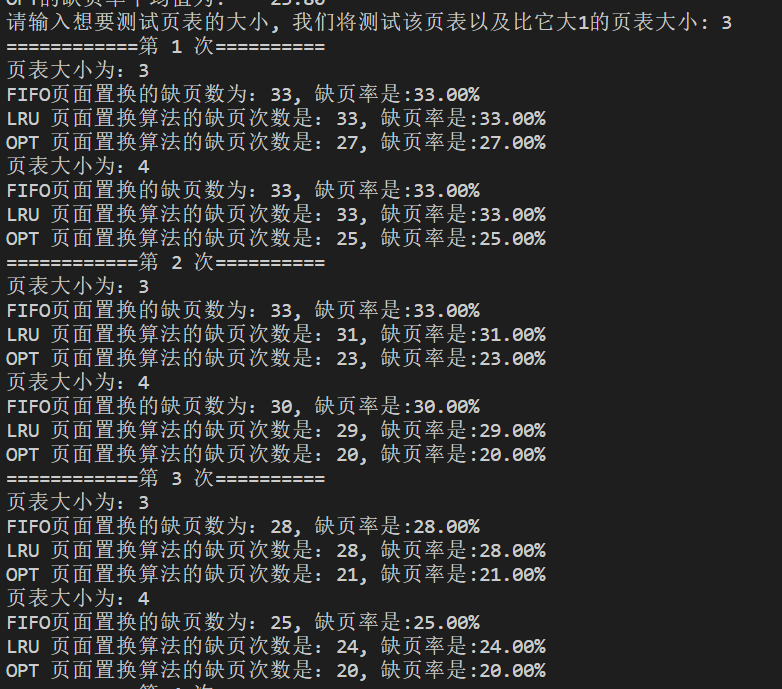 OPT的缺页率平均值为:    25.80
请输入想要测试页表的大小, 我们将测试该页表以及比它大1的页表大小: 3
============第 1 次==========
页表大小为: 3
FIFO页面置换的缺页数为: 33, 缺页率是:33.00%
LRU 页面置换算法的缺页次数是: 33, 缺页率是:33.00%
OPT 页面置换算法的缺页次数是: 27, 缺页率是:27.00%
页表大小为: 4
FIFO页面置换的缺页数为: 33, 缺页率是:33.00%
LRU 页面置换算法的缺页次数是: 33, 缺页率是:33.00%
OPT 页面置换算法的缺页次数是: 25, 缺页率是:25.00%
============第 2 次==========
页表大小为: 3
FIFO页面置换的缺页数为: 33, 缺页率是:33.00%
LRU 页面置换算法的缺页次数是: 31, 缺页率是:31.00%
OPT 页面置换算法的缺页次数是: 23, 缺页率是:23.00%
页表大小为: 4
FIFO页面置换的缺页数为: 30, 缺页率是:30.00%
LRU 页面置换算法的缺页次数是: 29, 缺页率是:29.00%
OPT 页面置换算法的缺页次数是: 20, 缺页率是:20.00%
============第 3 次==========
页表大小为: 3
FIFO页面置换的缺页数为: 28, 缺页率是:28.00%
LRU 页面置换算法的缺页次数是: 28, 缺页率是:28.00%
OPT 页面置换算法的缺页次数是: 21, 缺页率是:21.00%
页表大小为: 4
FIFO页面置换的缺页数为: 25, 缺页率是:25.00%
LRU 页面置换算法的缺页次数是: 24, 缺页率是:24.00%
OPT 页面置换算法的缺页次数是: 20, 缺页率是:20.00%